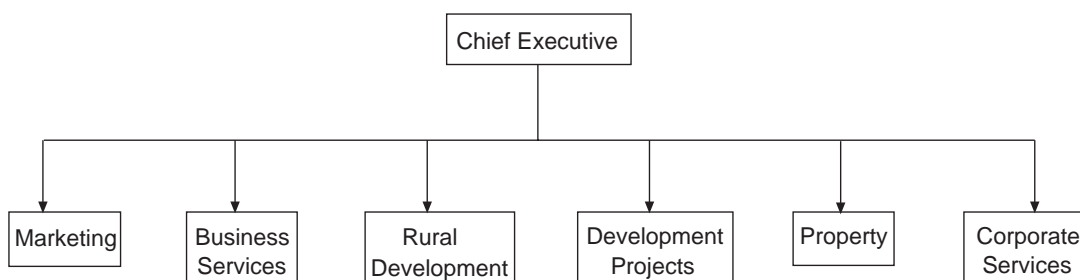 Chief Executive
Marketing
Business
Services
Rural
Development
Development
Projects
Property
Corporate
Services